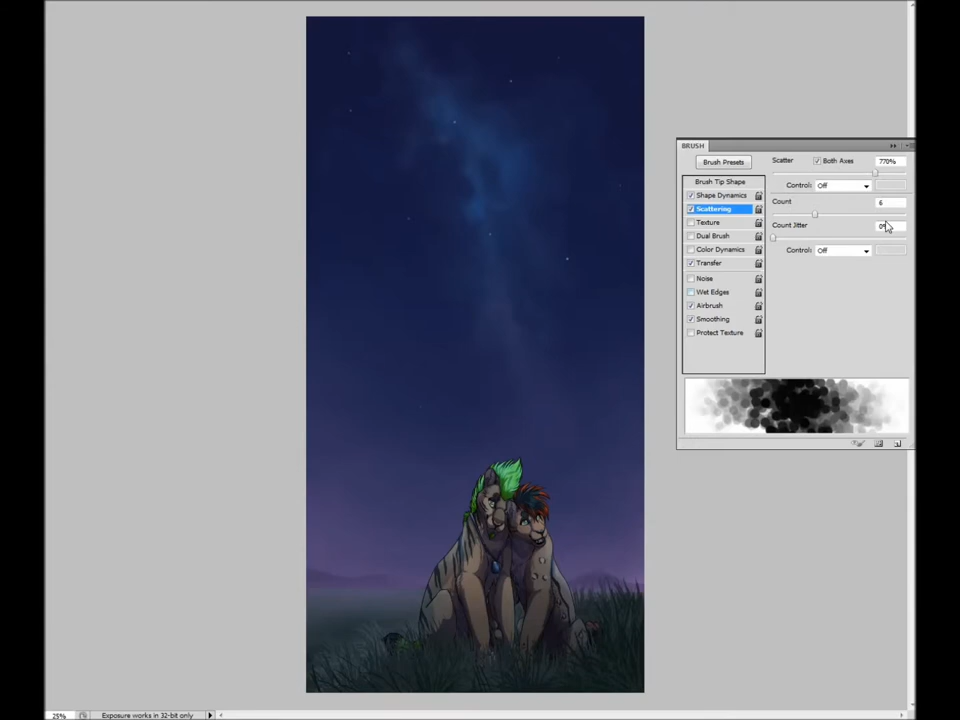 BRUSH
Brush Presets
Scatter Both Axes 770%
Brush Tip Shape
Control: Off
Shape Dynamics
Count 6
Scattering
Texture
Count Jitter
Dual Brush
Color Dynamics
Control: Off
Transfer
Noise
Wet Edges
Airbrush
Smoothing
Protect Texture
25% Exposure works in 32-bit only